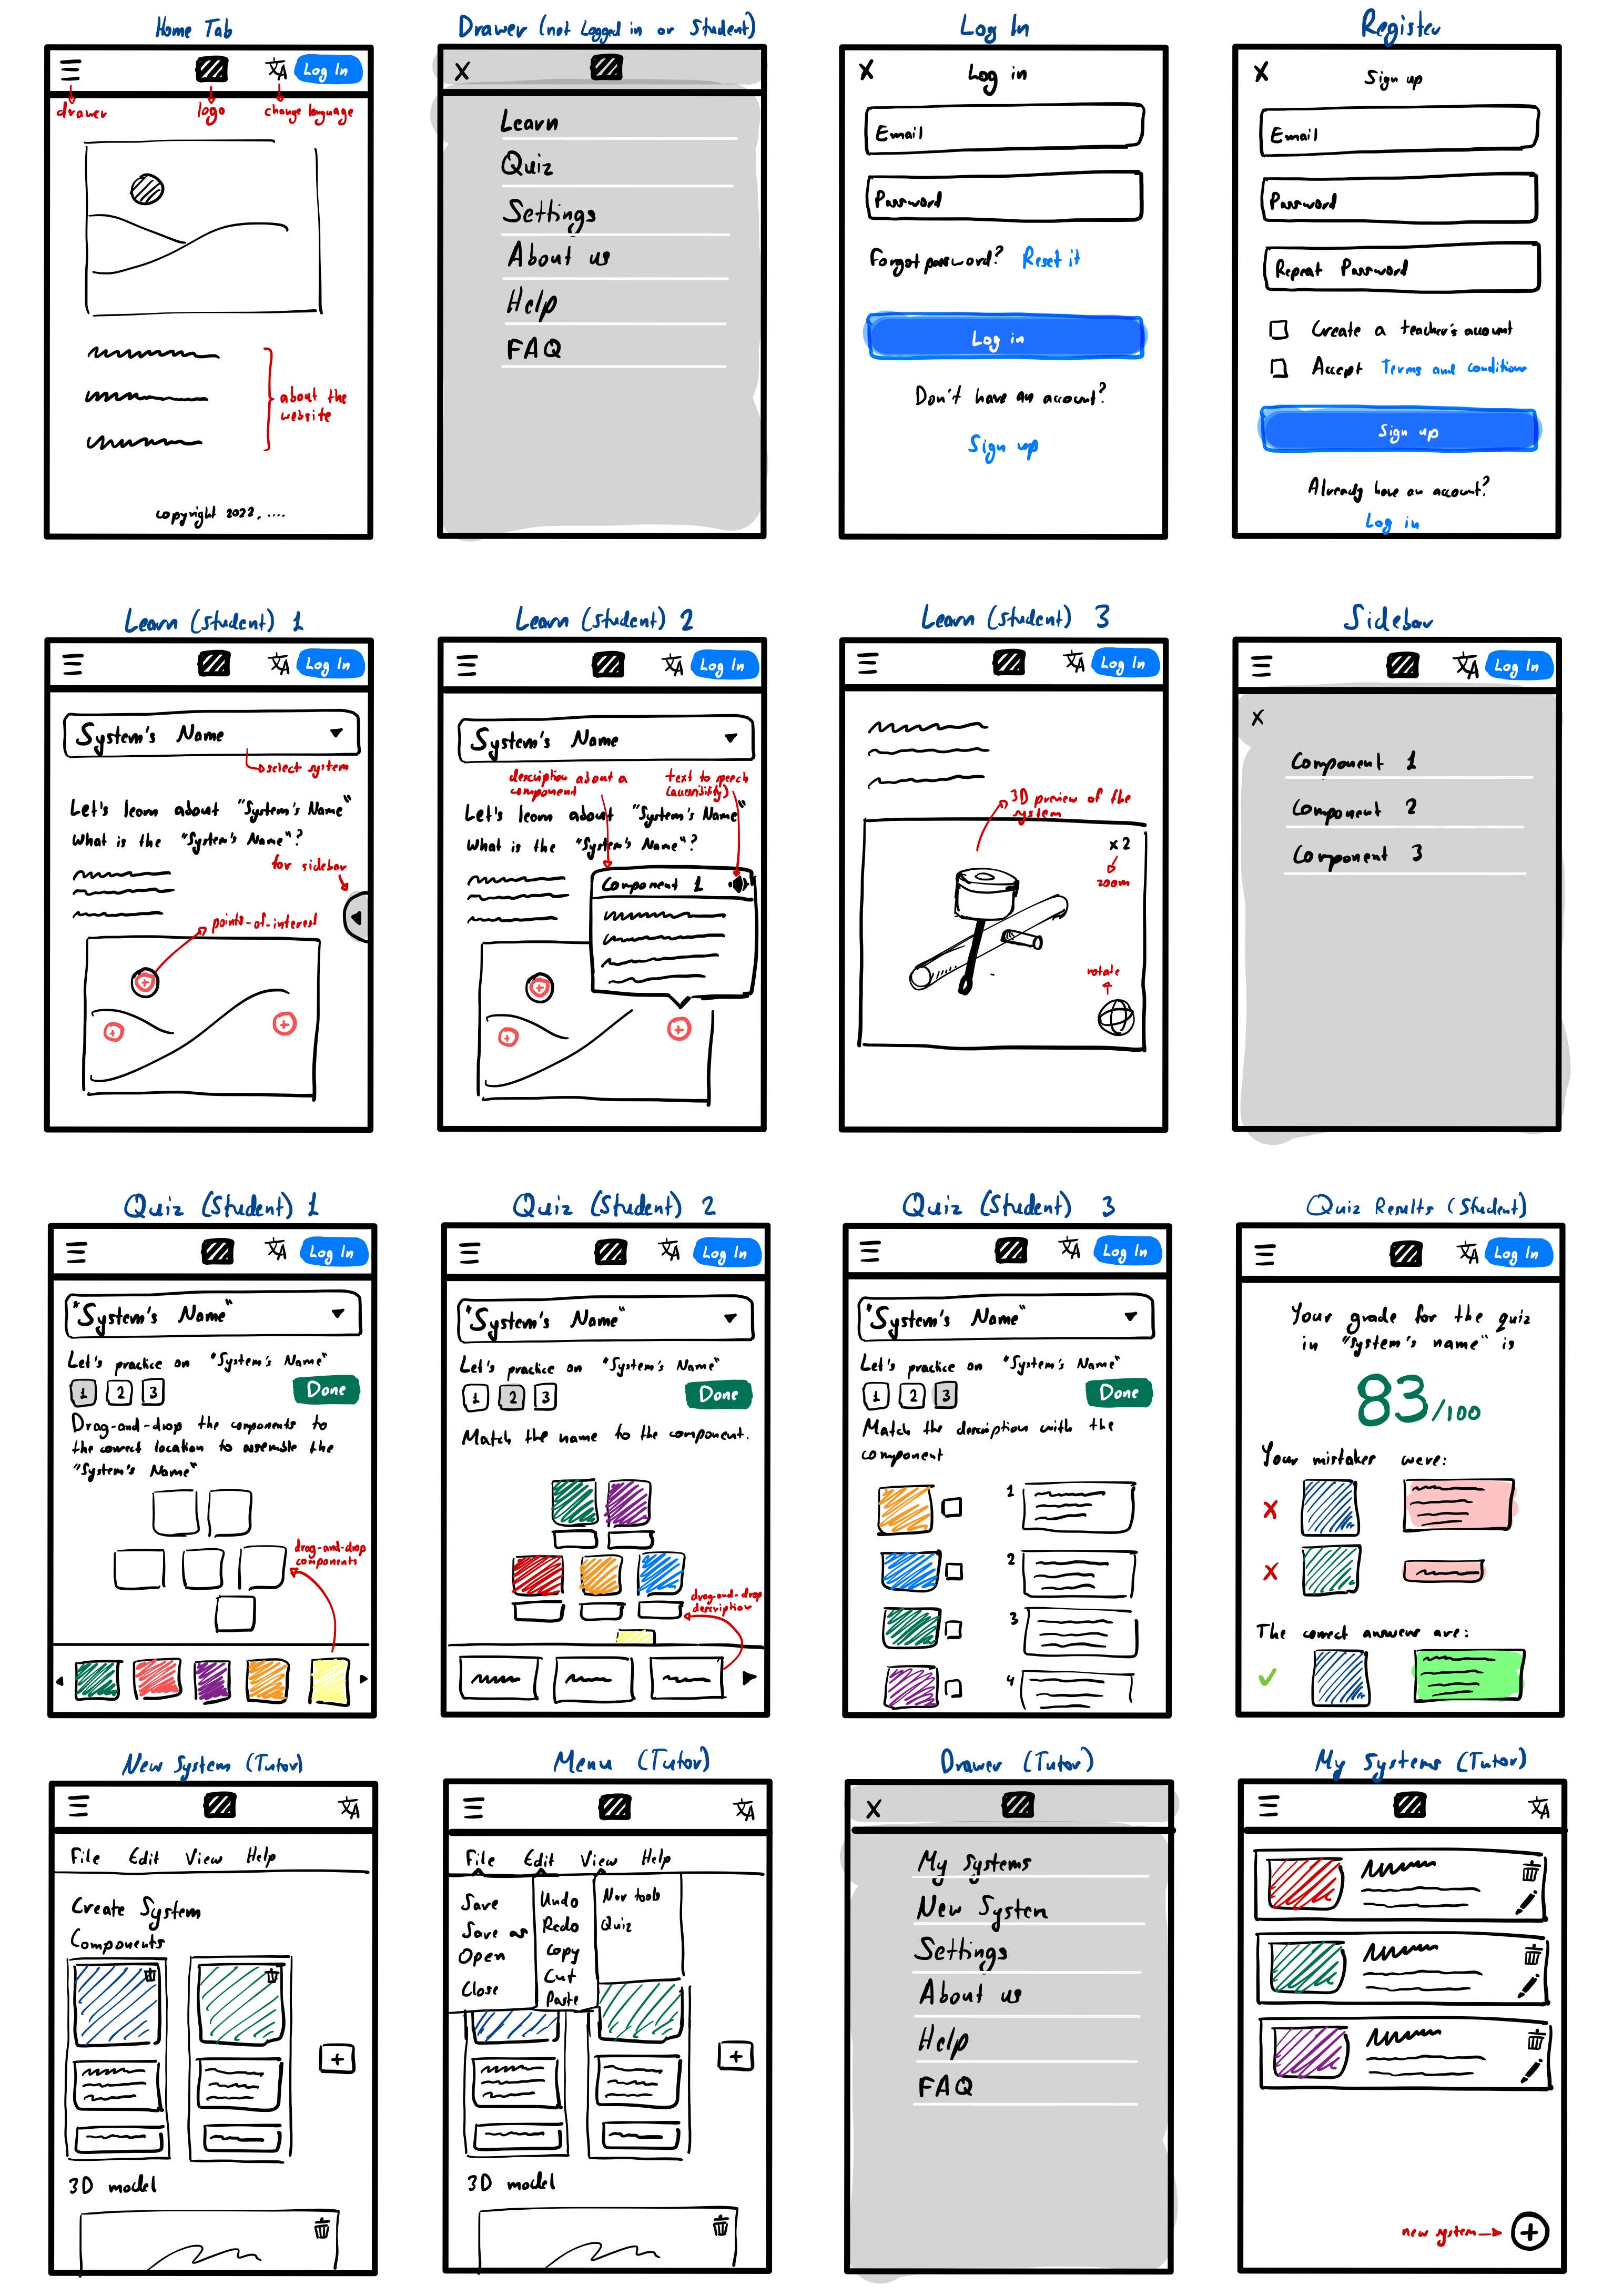 Home Tab
Log In
drawer
logo
change language
about the
website
copyright 2022, ....
Drawer (not Logged in or Student)
X
Learn
Quiz
Settings
About us
Help
FAQ
Log In
X
Log in
Email
Password
Forgot password? Reset it
Log in
Don't have an account?
Sign up
Register
X
Sign up
Email
Password
Repeat Password
Create a teacher's account
Accept Terms and conditions
Sign up
Already have an account?
Log in
Learn (student) 1
Log In
System's Name
select system
Let's learn about "System's Name"
What is the "System's Name"?
for sidebar
points-of-interest
Learn (student) 2
Log In
System's Name
description about a
component
text to speech
(accessibility)
Let's learn about "System's Name"
What is the "System's Name"?
Component 1
Learn (student) 3
Log In
3D preview of the
system
x2
zoom
rotate
Sidebar
Log In
X
Component 1
Component 2
Component 3
Quiz (Student) 1
Log In
"System's Name"
Let's practice on "System's Name"
1 2 3
Done
Drag-and-drop the components to
the correct location to assemble the
"System's Name"
drag-and-drop
components
Quiz (Student) 2
Log In
"System's Name"
Let's practice on "System's Name"
1 2 3
Done
Match the name to the component.
drag-and-drop
description
Quiz (Student) 3
Log In
"System's Name"
Let's practice on "System's Name"
1 2 3
Done
Match the description with the
component
1
2
3
4
Quiz Results (Student)
Log In
Your grade for the quiz
in "system's name" is
83/100
Your mistakes were:
The correct answers are:
New System (Tutor)
文A
File Edit View Help
Create System
Components
3D model
Menu (Tutor)
文A
File Edit View Help
Save
Save as
Open
Close
Undo
Redo
Copy
Cut
Paste
Nav tools
Quiz
3D model
Drawer (Tutor)
X
My Systems
New System
Settings
About us
Help
FAQ
My Systems (Tutor)
文A
new system